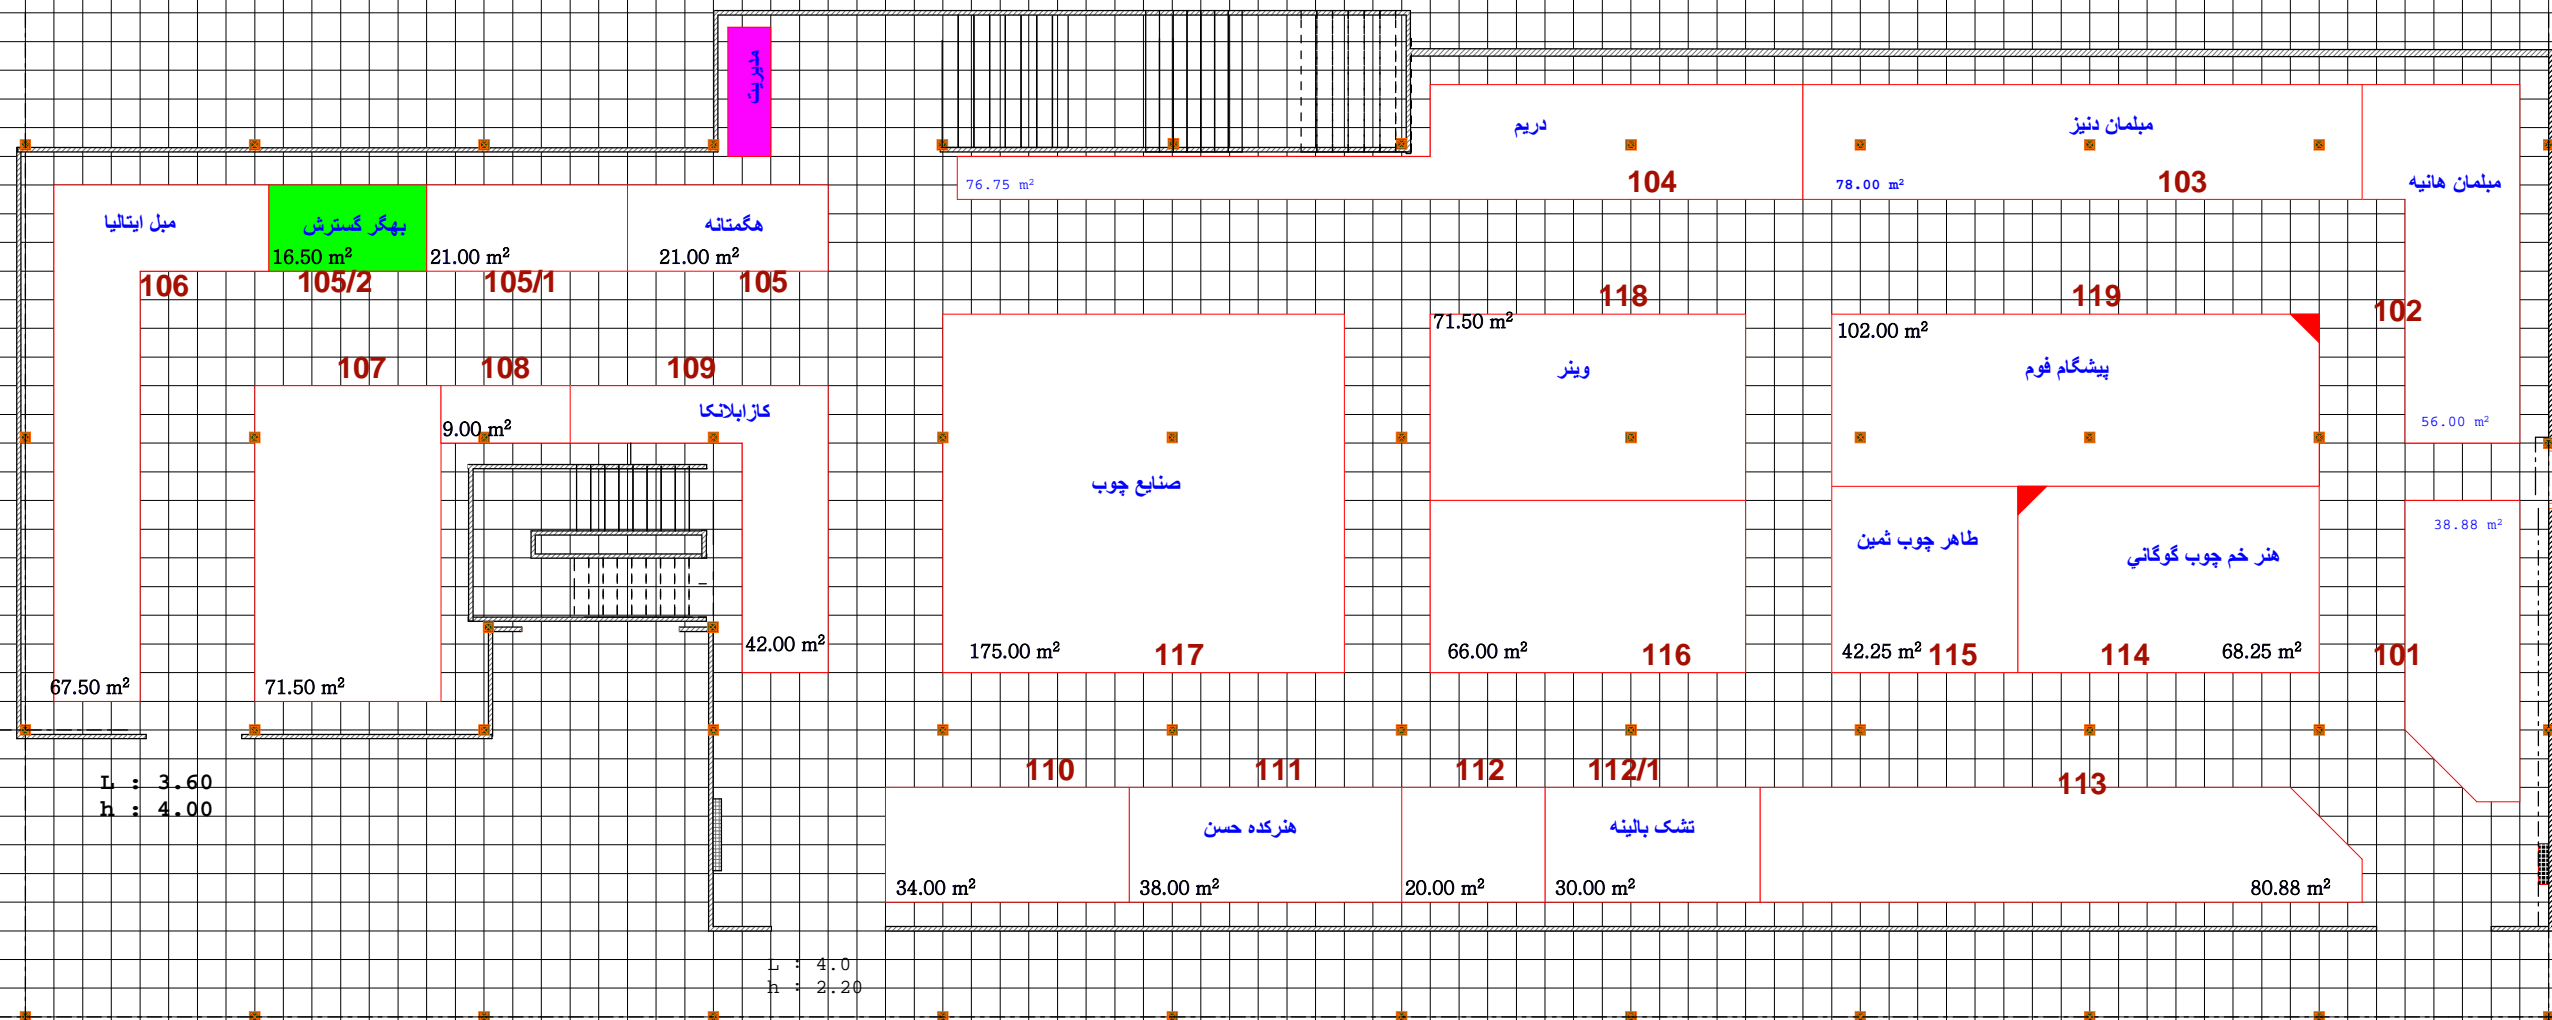 مدیریت
دریم
76.75 m²
104
مبلمان دنیز
78.00 m²
103
مبلمان هانیه
102
56.00 m²
مبل ایتالیا
106
67.50 m²
بهگر گسترش
16.50 m²
105/2
21.00 m²
105/1
هگمتانه
21.00 m²
105
107
71.50 m²
108
9.00 m²
109
کازابلانکا
42.00 m²
صنایع چوب
175.00 m²
117
118
71.50 m²
وینر
66.00 m²
116
119
102.00 m²
پیشگام فوم
طاهر چوب ثمین
42.25 m²
115
هنر خم چوب گوگاني
114
68.25 m²
38.88 m²
101
110
34.00 m²
111
هنرکده حسن
38.00 m²
112
20.00 m²
112/1
تشک بالینه
30.00 m²
113
80.88 m²
L : 3.60
h : 4.00
L : 4.0
h : 2.20